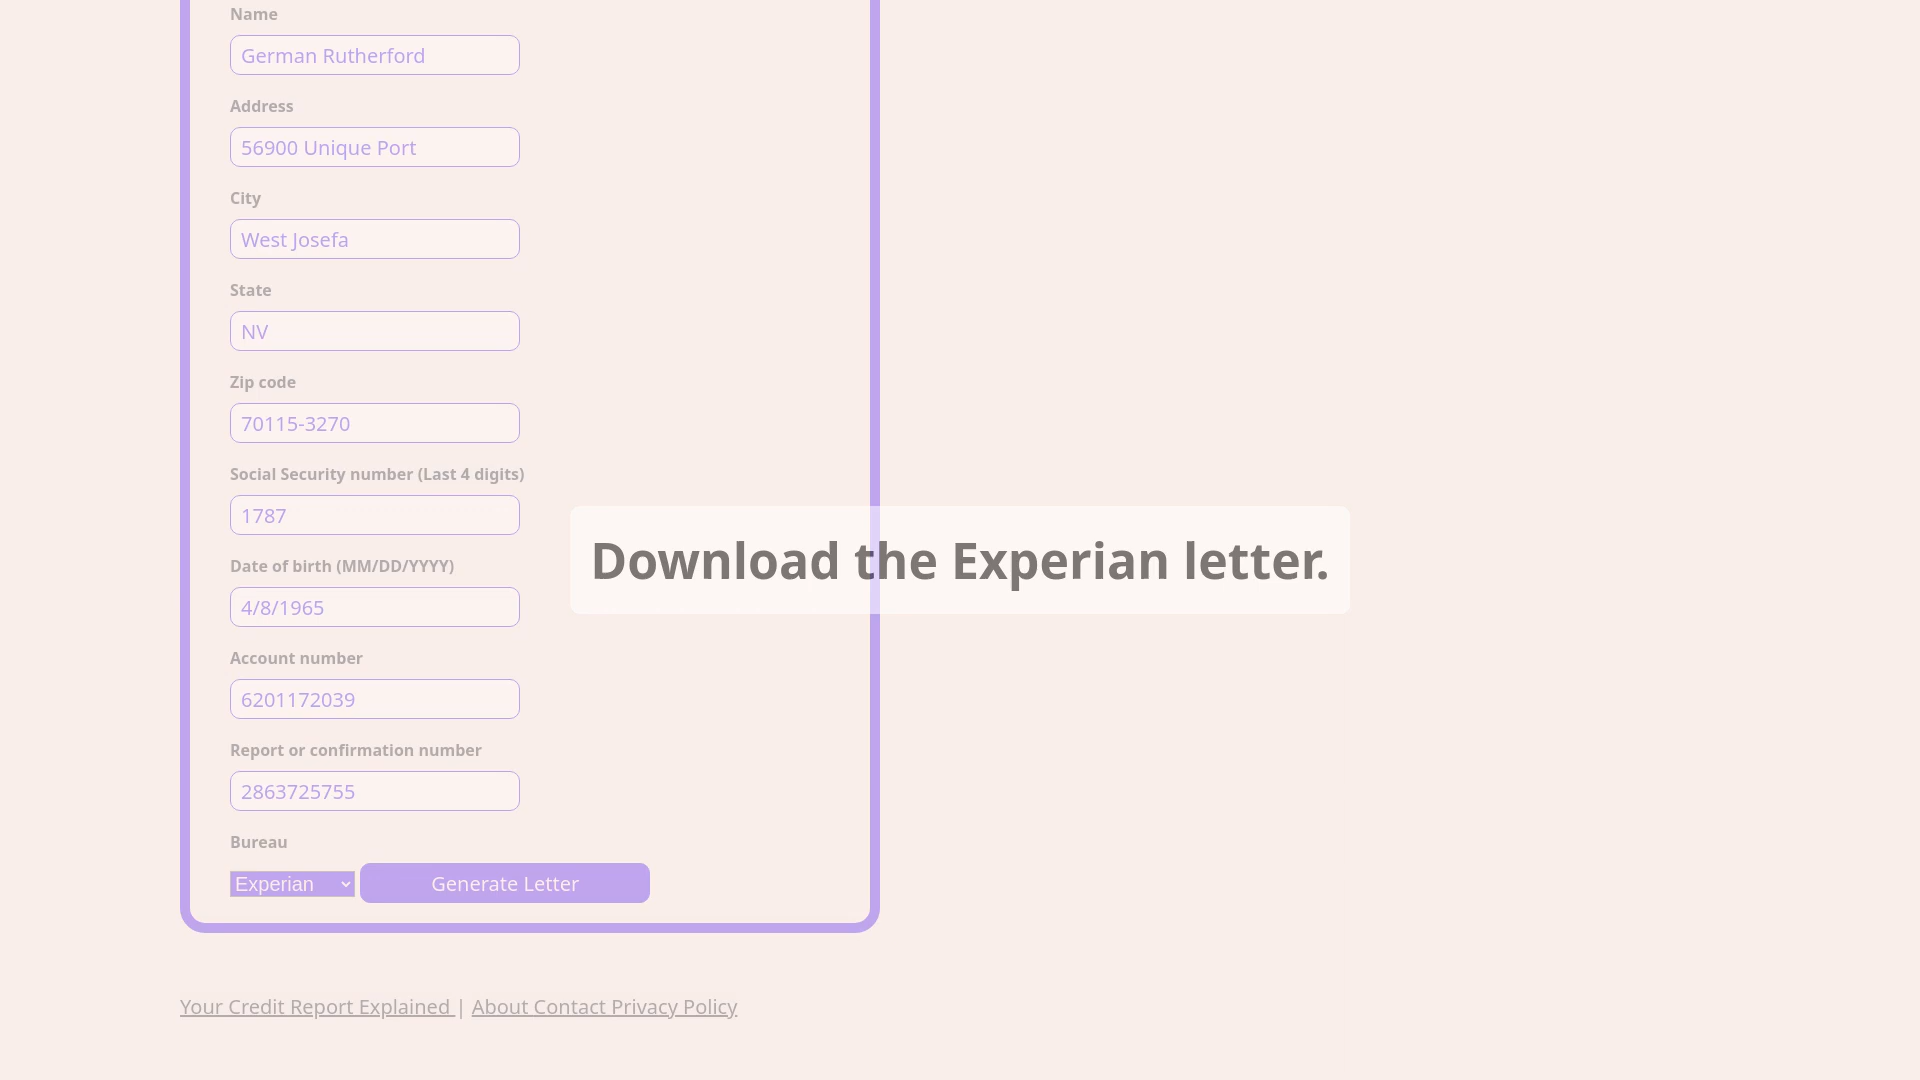 Name
German Rutherford
Address
56900 Unique Port
City
West Josefa
State
NV
Zip code
70115-3270
Social Security number (Last 4 digits)
1787
Download the Experian letter.
Date of birth (MM/DD/YYYY)
4/8/1965
Account number
6201172039
Report or confirmation number
2863725755
Bureau
Experian Generate Letter
Your Credit Report Explained | About Contact Privacy Policy